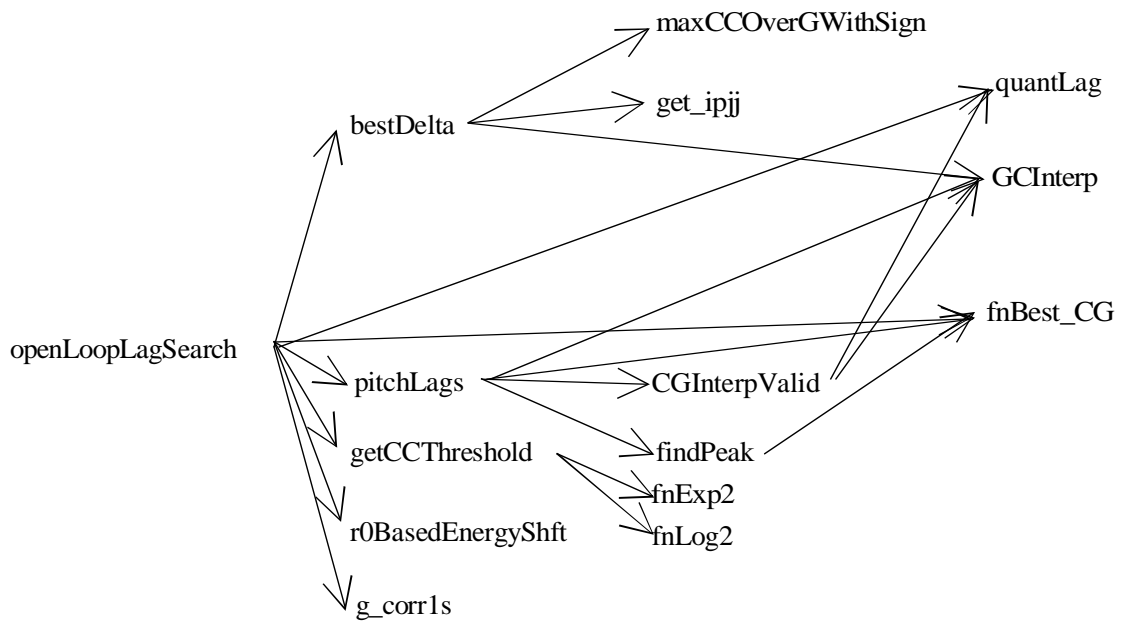 maxCCOverGWithSign
quantLag
get_ipjj
bestDelta
GCInterp
fnBest_CG
openLoopLagSearch
pitchLags
CGInterpValid
getCCThreshold
findPeak
fnExp2
r0BasedEnergyShft
fnLog2
g_corr1s